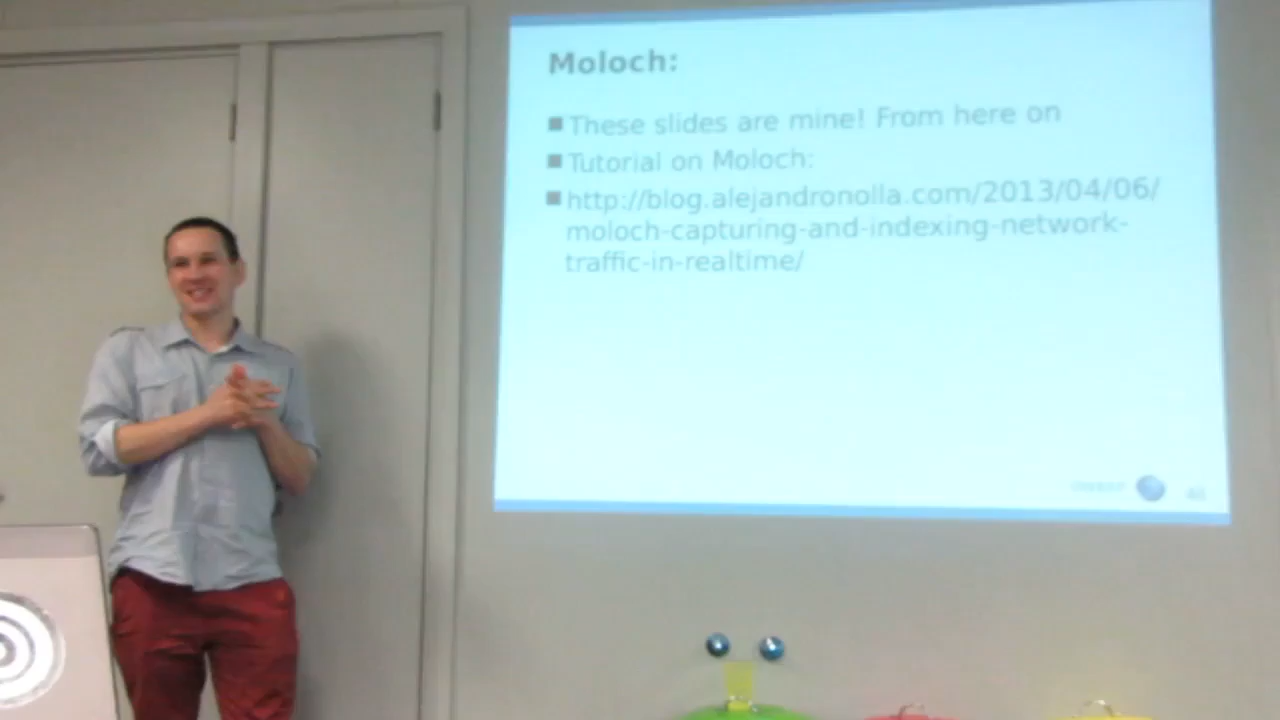 Moloch:
These slides are mine! From here on
Tutorial on Moloch:
http://blog.alejandronolla.com/2013/04/06/
moloch-capturing-and-indexing-network-
traffic-in-realtime/